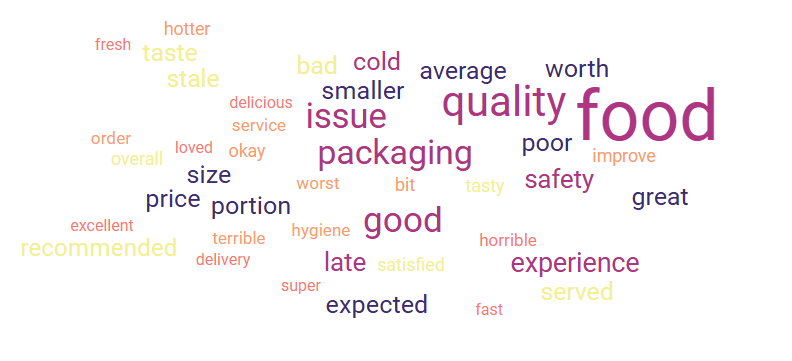 hotter
fresh
taste
bad
cold
average
worth
stale
smaller
quality
food
delicious
issue
service
order
loved
okay
packaging
poor
improve
overall
size
worst
bit
tasty
safety
price
portion
great
excellent
good
terrible
hygiene
horrible
recommended
delivery
late
satisfied
experience
super
served
expected
fast